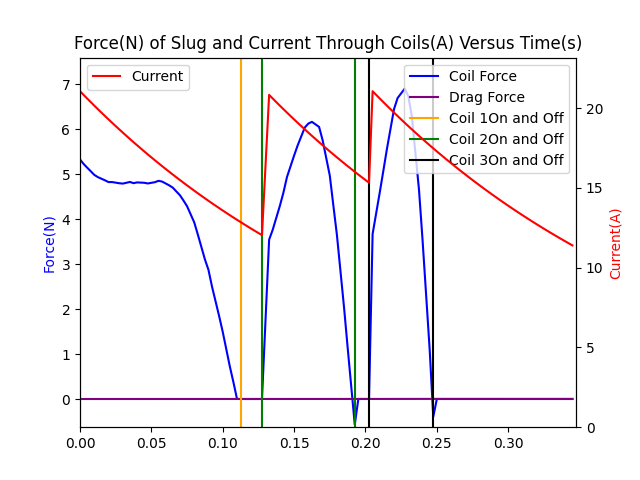 Force(N) of Slug and Current Through Coils(A) Versus Time(s)
Current
Coil Force
Drag Force
Coil 1On and Off
Coil 2On and Off
Coil 3On and Off
Force(N)
7
6
5
4
3
2
1
0
Current(A)
20
15
10
5
0
0.00 0.05 0.10 0.15 0.20 0.25 0.30